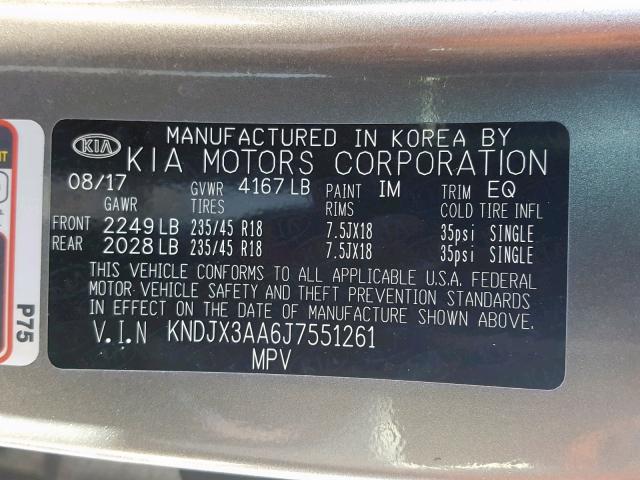 MANUFACTURED IN KOREA BY
KIA KIA MOTORS CORPORATION
08/17 GVWR 4167 LB PAINT IM TRIM EQ
GAWR TIRES RIMS COLD TIRE INFL
FRONT 2249 LB 235/45 R18 7.5JX18 35psi SINGLE
REAR 2028 LB 235/45 R18 7.5JX18 35psi SINGLE
THIS VEHICLE CONFORMS TO ALL APPLICABLE U.S.A. FEDERAL
MOTOR VEHICLE SAFETY AND THEFT PREVENTION STANDARDS
IN EFFECT ON THE DATE OF MANUFACTURE SHOWN ABOVE.
V.I.N KNDJX3AA6J7551261
MPV
P75